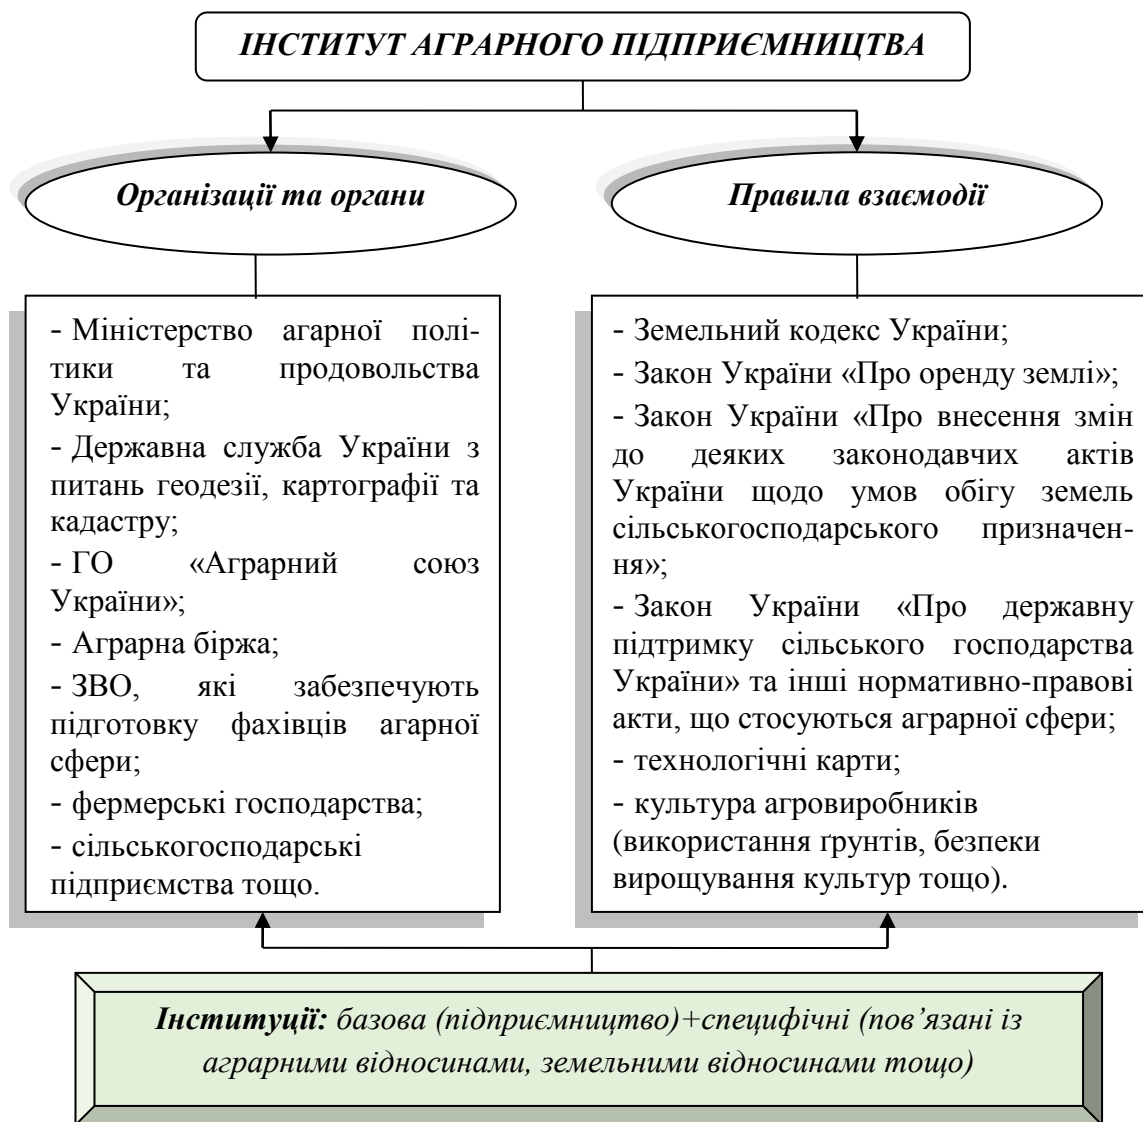 ІНСТИТУТ АГРАРНОГО ПІДПРИЄМНИЦТВА
Організації та органи
- Міністерство агарної полі-
тики та продовольства
України;
- Державна служба України з
питань геодезії, картографії та
кадастру;
- ГО «Аграрний союз
України»;
- Аграрна біржа;
- ЗВО, які забезпечують
підготовку фахівців агарної
сфери;
- фермерські господарства;
- сільськогосподарські
підприємства тощо.
Правила взаємодії
- Земельний кодекс України;
- Закон України «Про оренду землі»;
- Закон України «Про внесення змін
до деяких законодавчих актів
України щодо умов обігу земель
сільськогосподарського призначен-
ня»;
- Закон України «Про державну
підтримку сільського господарства
України» та інші нормативно-правові
акти, що стосуються аграрної сфери;
- технологічні карти;
- культура агровиробників
(використання ґрунтів, безпеки
вирощування культур тощо).
Інституції: базова (підприємництво)+специфічні (пов’язані із
аграрними відносинами, земельними відносинами тощо)